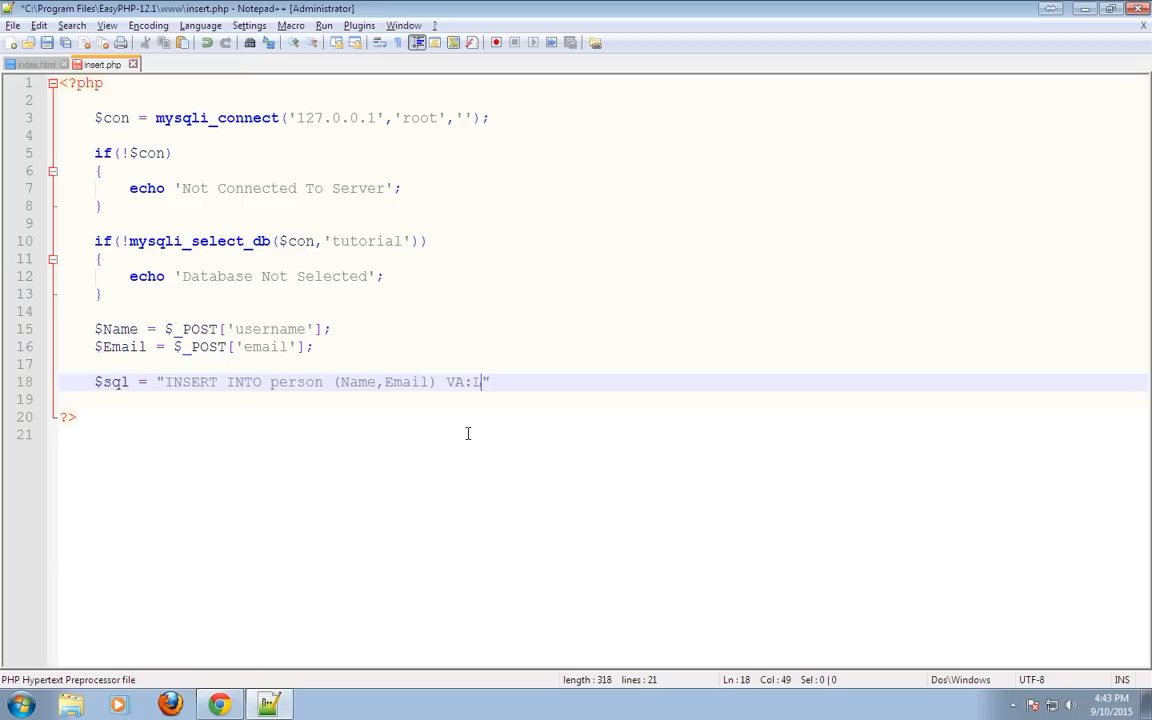 *C:\Program Files\EasyPHP-12.1\www\insert.php - Notepad++ [Administrator]
File Edit Search View Encoding Language Settings Macro Run Plugins Window ? X
index.html insert.php
1 <?php
2
3 $con = mysqli_connect('127.0.0.1','root','');
4
5 if(!$con)
6 {
7 echo 'Not Connected To Server';
8 }
9
10 if(!mysqli_select_db($con,'tutorial'))
11 {
12 echo 'Database Not Selected';
13 }
14
15 $Name = $_POST['username'];
16 $Email = $_POST['email'];
17
18 $sql = "INSERT INTO person (Name,Email) VA:L"
19
20 ?>
21
PHP Hypertext Preprocessor file length : 318 lines : 21 Ln : 18 Col : 49 Sel : 0 | 0 Dos\Windows UTF-8 INS
4:43 PM
9/10/2015